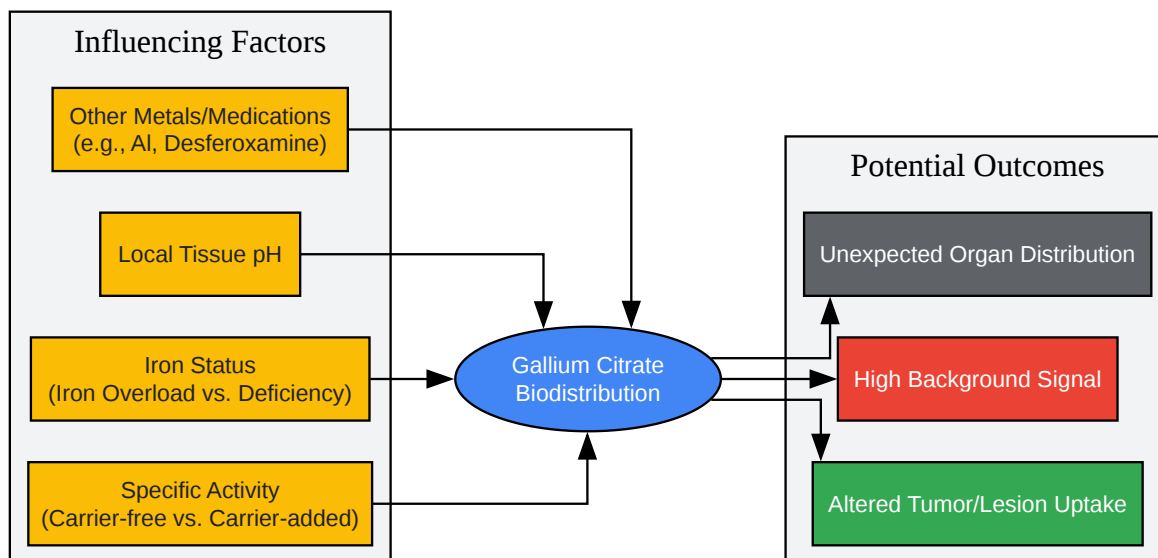 Influencing Factors
Other Metals/Medications
(e.g., Al, Desferoxamine)
Local Tissue pH
Iron Status
(Iron Overload vs. Deficiency)
Specific Activity
(Carrier-free vs. Carrier-added)
Gallium Citrate
Biodistribution
Potential Outcomes
Unexpected Organ Distribution
High Background Signal
Altered Tumor/Lesion Uptake